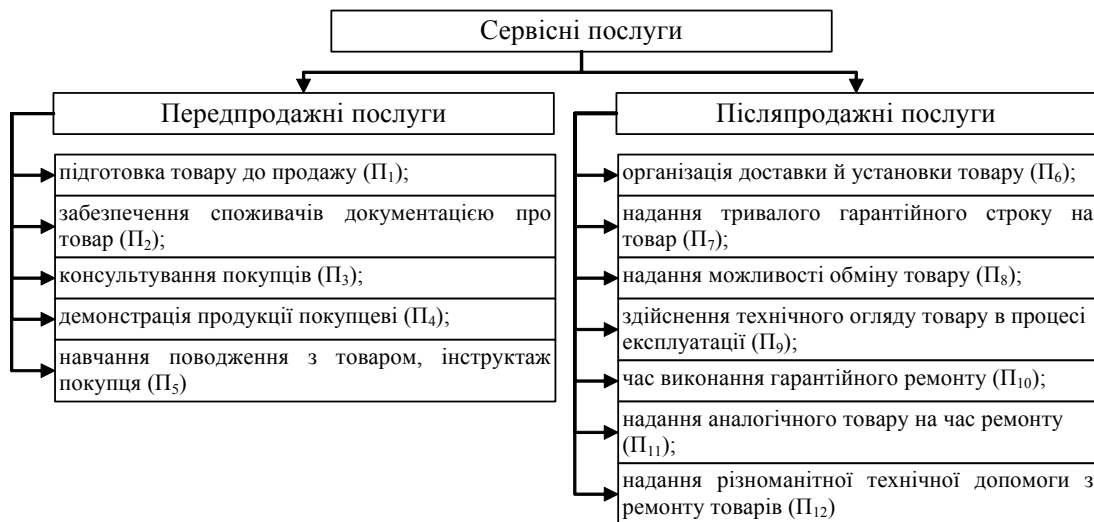 Сервісні послуги
Передпродажні послуги
підготовка товару до продажу (П₁);
забезпечення споживачів документацією про
товар (П₂);
консультування покупців (П₃);
демонстрація продукції покупцеві (П₄);
навчання поводження з товаром, інструктаж
покупця (П₅)
Післяпродажні послуги
організація доставки й установки товару (П₆);
надання тривалого гарантійного строку на
товар (П₇);
надання можливості обміну товару (П₈);
здійснення технічного огляду товару в процесі
експлуатації (П₉);
час виконання гарантійного ремонту (П₁₀);
надання аналогічного товару на час ремонту
(П₁₁);
надання різноманітної технічної допомоги з
ремонту товарів (П₁₂)